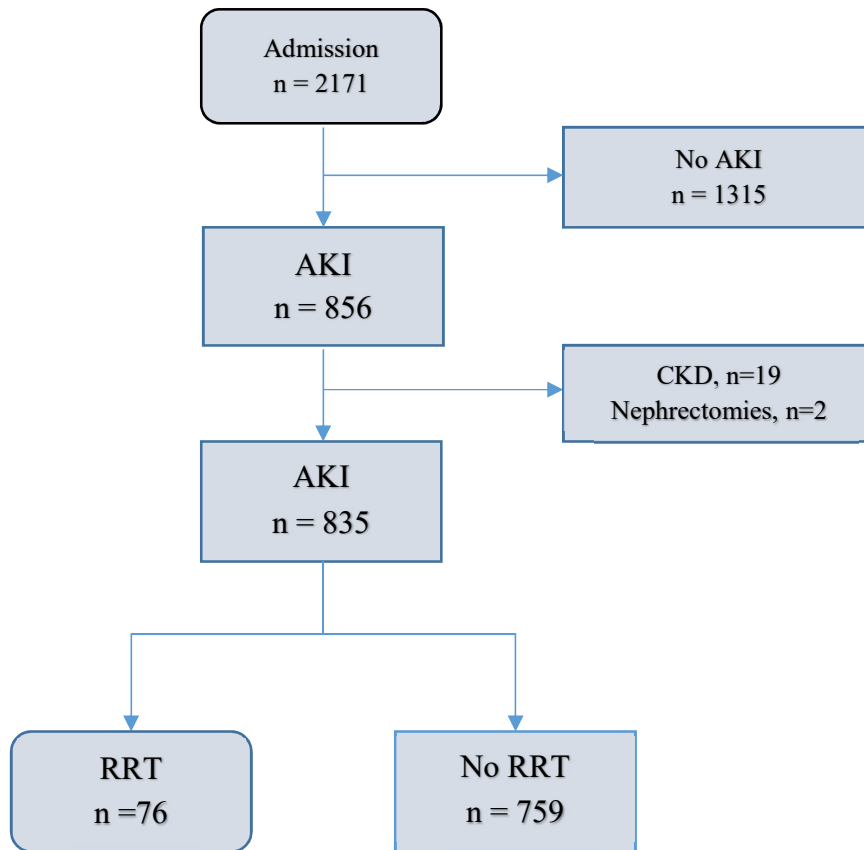 Admission
n = 2171
No AKI
n = 1315
AKI
n = 856
CKD, n=19
Nephrectomies, n=2
AKI
n = 835
RRT
n =76
No RRT
n = 759